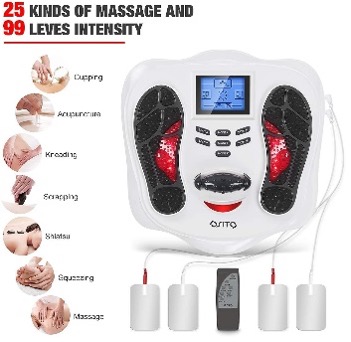 25 KINDS OF MASSAGE AND
99 LEVES INTENSITY
Cupping
Acupuncture
Kneading
Scrapping
Shiatsu
Squeezing
Massage
OSITO